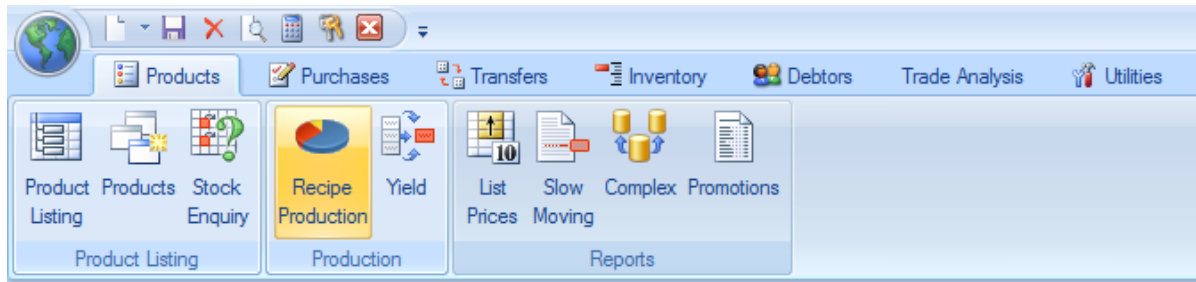 Products Purchases Transfers Inventory Debtors Trade Analysis Utilities
Product Products Stock Recipe Yield List Slow Complex Promotions
Listing Enquiry Production Prices Moving
10
Product Listing Production Reports